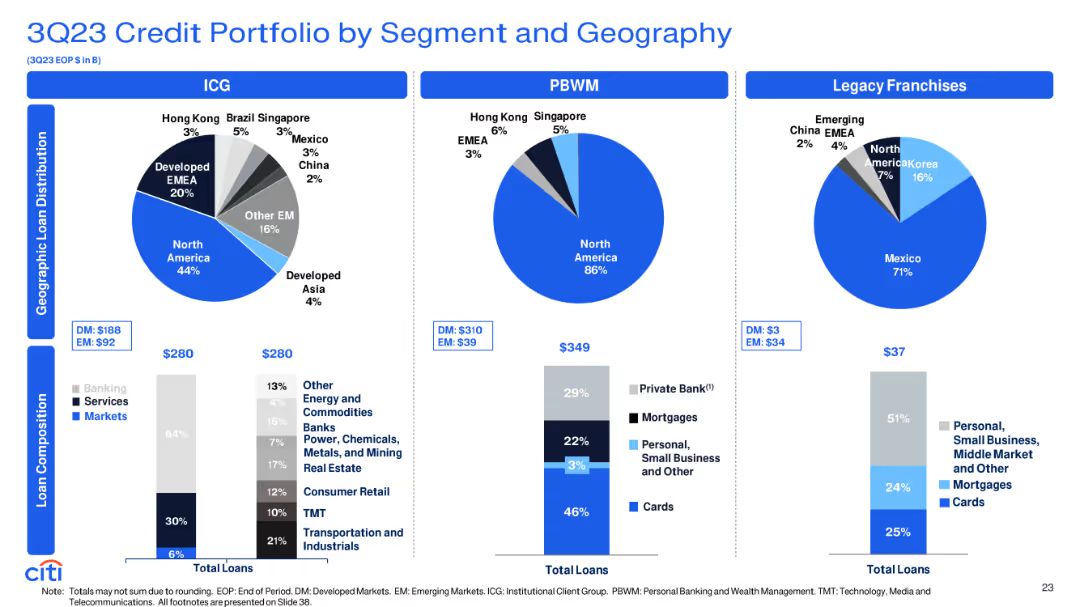 3Q23 Credit Portfolio by Segment and Geography
(3Q23 EOP $ in B)
ICG
PBWM
Legacy Franchises
Geographic Loan Distribution
Hong Kong
3%
Brazil
5%
Singapore
3%
Mexico
3%
China
2%
Other EM
16%
Developed
Asia
4%
North
America
44%
Developed
EMEA
20%
DM: $188
EM: $92
Hong Kong
6%
Singapore
5%
EMEA
3%
North
America
86%
DM: $310
EM: $39
Emerging
EMEA
4%
China
2%
North
America
7%
Korea
16%
Mexico
71%
DM: $3
EM: $34
Loan Composition
$280
$280
Banking
Services
Markets
64%
30%
6%
13%
4%
16%
7%
17%
12%
10%
21%
Other
Energy and
Commodities
Banks
Power, Chemicals,
Metals, and Mining
Real Estate
Consumer Retail
TMT
Transportation and
Industrials
Total Loans
$349
29%
22%
3%
46%
Private Bank(1)
Mortgages
Personal,
Small Business
and Other
Cards
Total Loans
$37
51%
24%
25%
Personal,
Small Business,
Middle Market
and Other
Mortgages
Cards
Total Loans
citi
Note: Totals may not sum due to rounding. EOP: End of Period. DM: Developed Markets. EM: Emerging Markets. ICG: Institutional Client Group. PBWM: Personal Banking and Wealth Management. TMT: Technology, Media and
Telecommunications. All footnotes are presented on Slide 38.
23